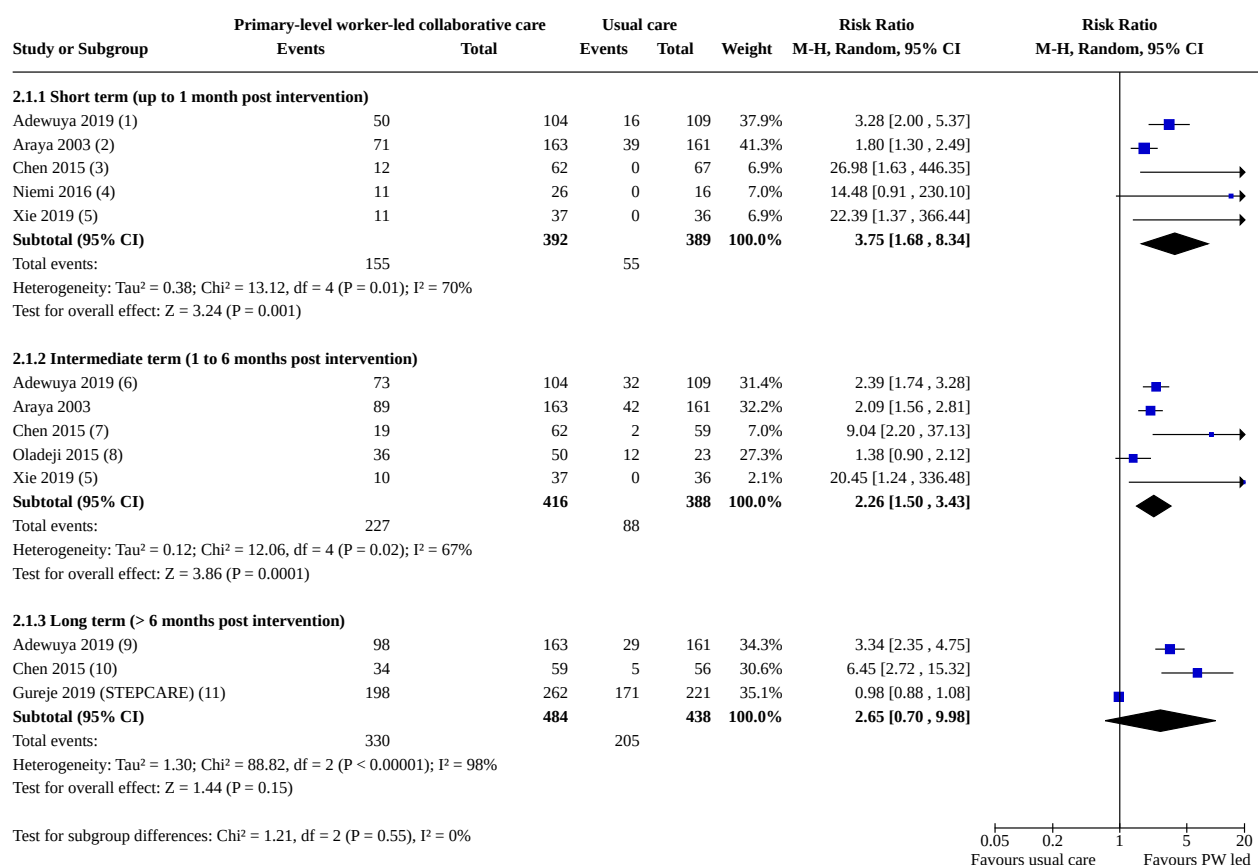 Primary-level worker-led collaborative care Usual care Risk Ratio Risk Ratio
Study or Subgroup Events Total Events Total Weight M-H, Random, 95% CI M-H, Random, 95% CI
2.1.1 Short term (up to 1 month post intervention)
Adewuya 2019 (1) 50 104 16 109 37.9% 3.28 [2.00 , 5.37]
Araya 2003 (2) 71 163 39 161 41.3% 1.80 [1.30 , 2.49]
Chen 2015 (3) 12 62 0 67 6.9% 26.98 [1.63 , 446.35]
Niemi 2016 (4) 11 26 0 16 7.0% 14.48 [0.91 , 230.10]
Xie 2019 (5) 11 37 0 36 6.9% 22.39 [1.37 , 366.44]
Subtotal (95% CI) 392 389 100.0% 3.75 [1.68 , 8.34]
Total events: 155 55
Heterogeneity: Tau² = 0.38; Chi² = 13.12, df = 4 (P = 0.01); I² = 70%
Test for overall effect: Z = 3.24 (P = 0.001)
2.1.2 Intermediate term (1 to 6 months post intervention)
Adewuya 2019 (6) 73 104 32 109 31.4% 2.39 [1.74 , 3.28]
Araya 2003 89 163 42 161 32.2% 2.09 [1.56 , 2.81]
Chen 2015 (7) 19 62 2 59 7.0% 9.04 [2.20 , 37.13]
Oladeji 2015 (8) 36 50 12 23 27.3% 1.38 [0.90 , 2.12]
Xie 2019 (5) 10 37 0 36 2.1% 20.45 [1.24 , 336.48]
Subtotal (95% CI) 416 388 100.0% 2.26 [1.50 , 3.43]
Total events: 227 88
Heterogeneity: Tau² = 0.12; Chi² = 12.06, df = 4 (P = 0.02); I² = 67%
Test for overall effect: Z = 3.86 (P = 0.0001)
2.1.3 Long term (> 6 months post intervention)
Adewuya 2019 (9) 98 163 29 161 34.3% 3.34 [2.35 , 4.75]
Chen 2015 (10) 34 59 5 56 30.6% 6.45 [2.72 , 15.32]
Gureje 2019 (STEPCARE) (11) 198 262 171 221 35.1% 0.98 [0.88 , 1.08]
Subtotal (95% CI) 484 438 100.0% 2.65 [0.70 , 9.98]
Total events: 330 205
Heterogeneity: Tau² = 1.30; Chi² = 88.82, df = 2 (P < 0.00001); I² = 98%
Test for overall effect: Z = 1.44 (P = 0.15)
Test for subgroup differences: Chi² = 1.21, df = 2 (P = 0.55), I² = 0%
0.05 0.2 1 5 20
Favours usual care Favours PW led